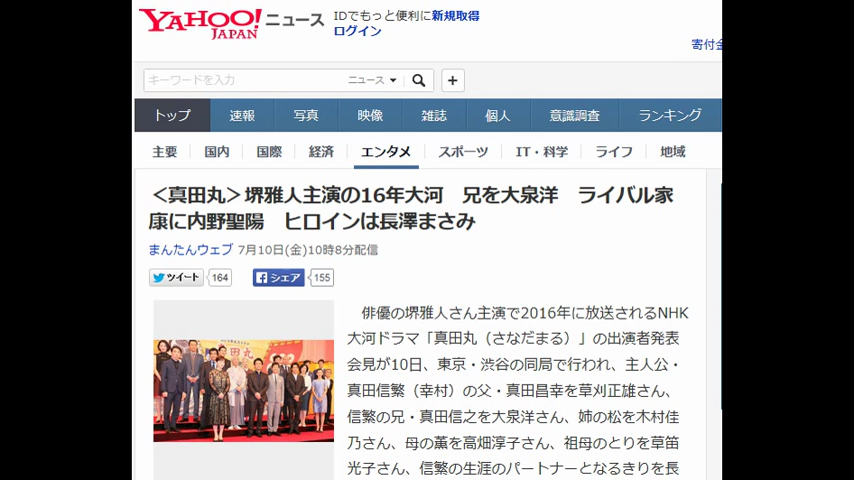 YAHOO! JAPAN ニュース
IDでもっと便利に新規取得
ログイン
寄付金
キーワードを入力 ニュース
トップ 速報 写真 映像 雑誌 個人 意識調査 ランキング
主要 国内 国際 経済 エンタメ スポーツ IT・科学 ライフ 地域
＜真田丸＞堺雅人主演の16年大河　兄を大泉洋　ライバル家
康に内野聖陽　ヒロインは長澤まさみ
まんたんウェブ 7月10日(金)10時8分配信
ツイート 164 シェア 155
俳優の堺雅人さん主演で2016年に放送されるNHK
大河ドラマ「真田丸（さなだまる）」の出演者発表
会見が10日、東京・渋谷の同局で行われ、主人公・
真田信繁（幸村）の父・真田昌幸を草刈正雄さん、
信繁の兄・真田信之を大泉洋さん、姉の松を木村佳
乃さん、母の薫を高畑淳子さん、祖母のとりを草笛
光子さん、信繁の生涯のパートナーとなるきりを長
真田丸